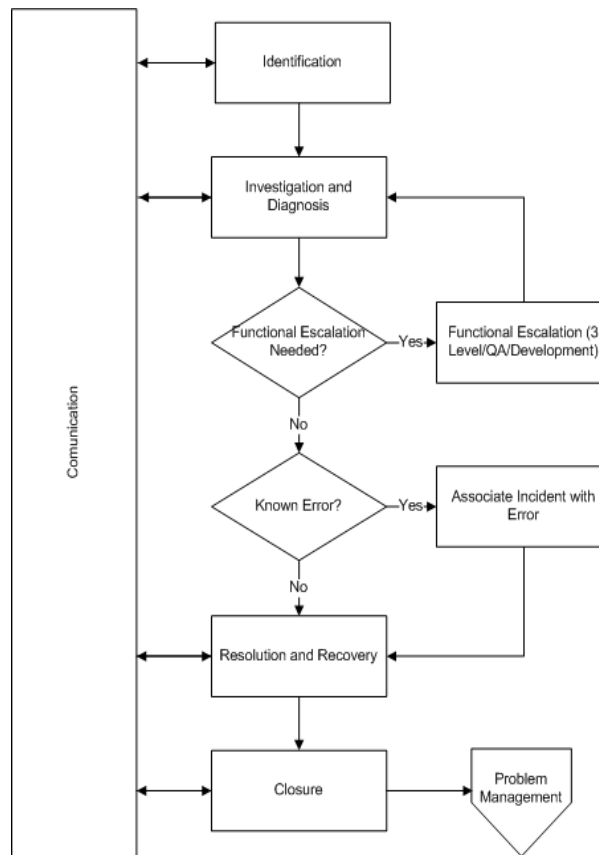 Comunication
Identification
Investigation and
Diagnosis
Functional Escalation
Needed?
Yes
Functional Escalation (3
Level/QA/Development)
No
Known Error?
Yes
Associate Incident with
Error
No
Resolution and Recovery
Closure
Problem
Management